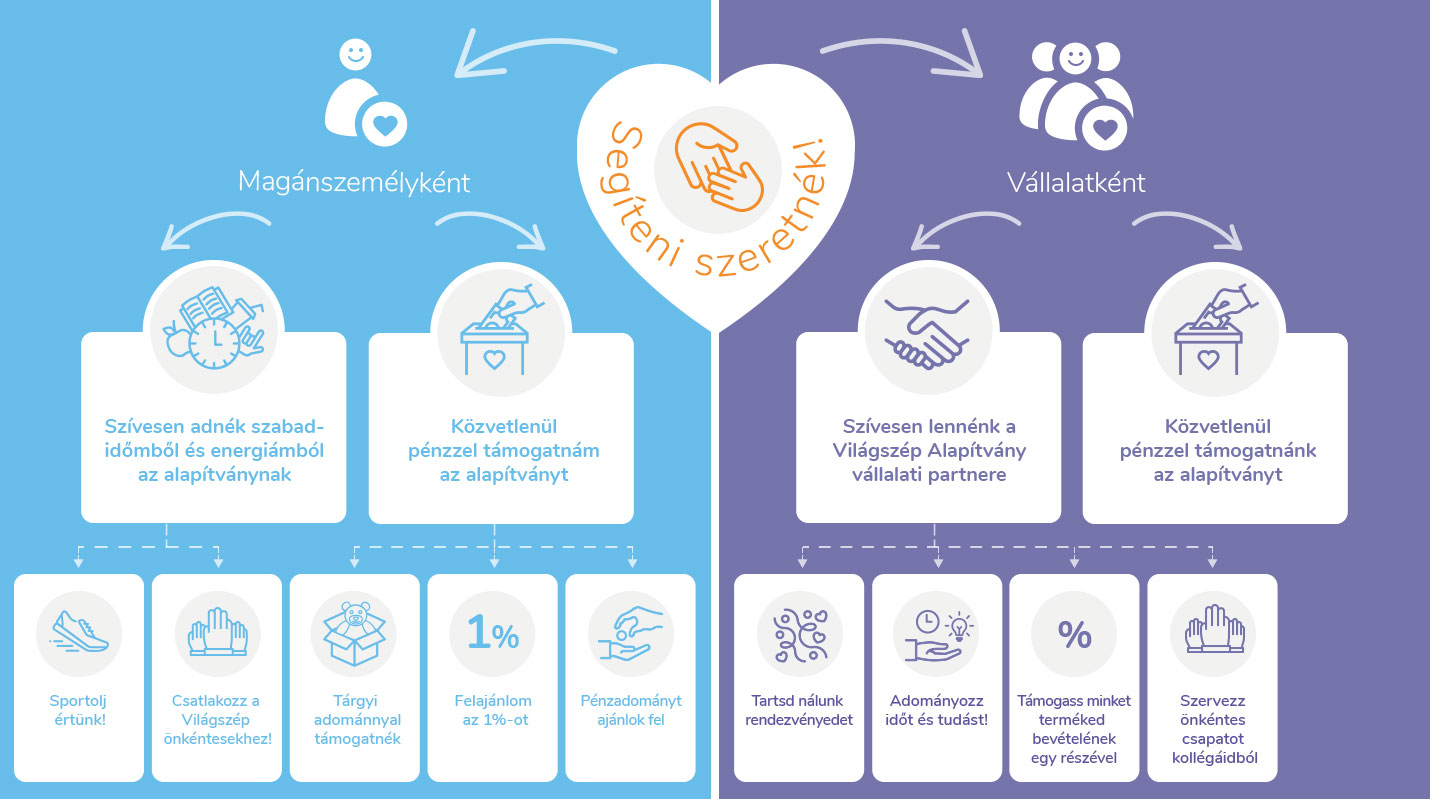 Segíteni szeretnék!
Magánszemélyként
Vállalatként
Szívesen adnék szabad-
időmből és energiámból
az alapítványnak
Közvetlenül
pénzzel támogatnám
az alapítványt
Szívesen lennénk a
Világszép Alapítvány
vállalati partnere
Közvetlenül
pénzzel támogatnánk
az alapítványt
Sportolj
értünk!
Csatlakozz a
Világszép
önkéntesekhez!
Tárgyi
adománnyal
támogatnék
1%
Felajánlom
az 1%-ot
Pénzadományt
ajánlok fel
Tartsd nálunk
rendezvényedet
Adományozz
időt és tudást!
%
Támogass minket
terméked
bevételének
egy részével
Szervezz
önkéntes
csapatot
kollégáidból